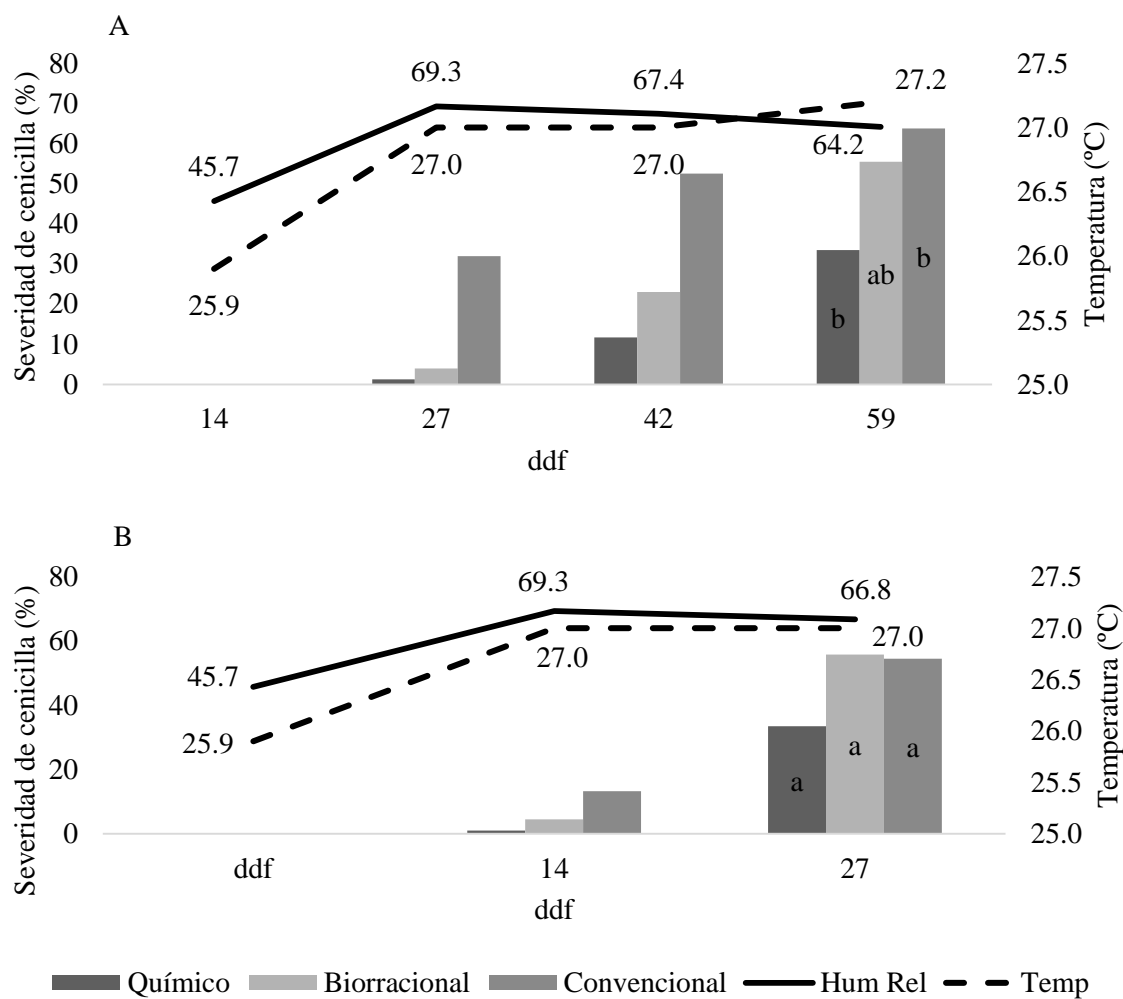 A
Severidad de cenicilla (%)
80
70
60
50
40
30
20
10
0
45.7
69.3
67.4
64.2
25.9
27.0
27.0
27.2
b
ab
b
27.5
27.0
26.5
26.0
25.5
25.0
Temperatura (ºC)
14 27 42 59
ddf
B
Severidad de cenicilla (%)
80
60
40
20
0
45.7
69.3
66.8
25.9
27.0
27.0
a
a
a
27.5
27.0
26.5
26.0
25.5
25.0
Temperatura (ºC)
ddf 14 27
ddf
Químico Biorracional Convencional Hum Rel Temp